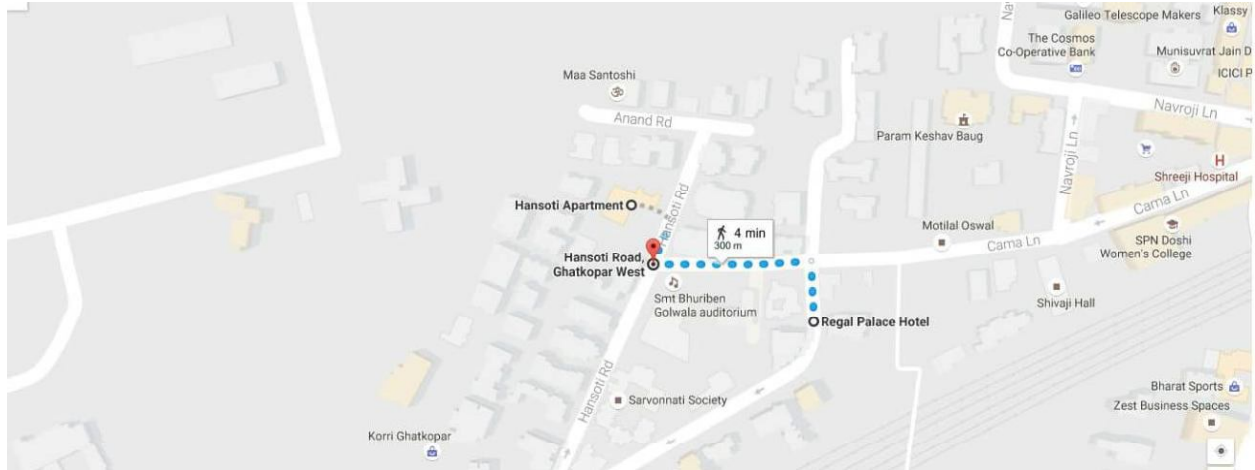 Galileo Telescope Makers
Klassy
The Cosmos
Co-Operative Bank
Munisuvrat Jain D
ICICI P
Maa Santoshi
Anand Rd
Navroji Ln
Param Keshav Baug
Navroji Ln
Shreeji Hospital
H
Hansoti Apartment
Hansoti Rd
4 min
300 m
Motilal Oswal
Cama Ln
Cama Ln
SPN Doshi
Women's College
Hansoti Road,
Ghatkopar West
Smt Bhuriben
Golwala auditorium
Shivaji Hall
Regal Palace Hotel
Hansoti Rd
Sarvonnati Society
Bharat Sports
Zest Business Spaces
Korri Ghatkopar